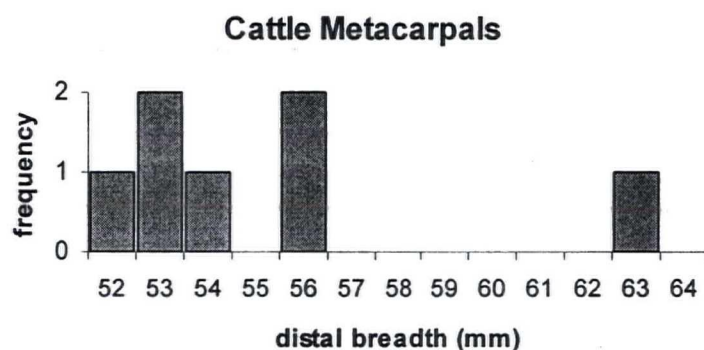 Cattle Metacarpals
frequency
2
1
0
52 53 54 55 56 57 58 59 60 61 62 63 64
distal breadth (mm)